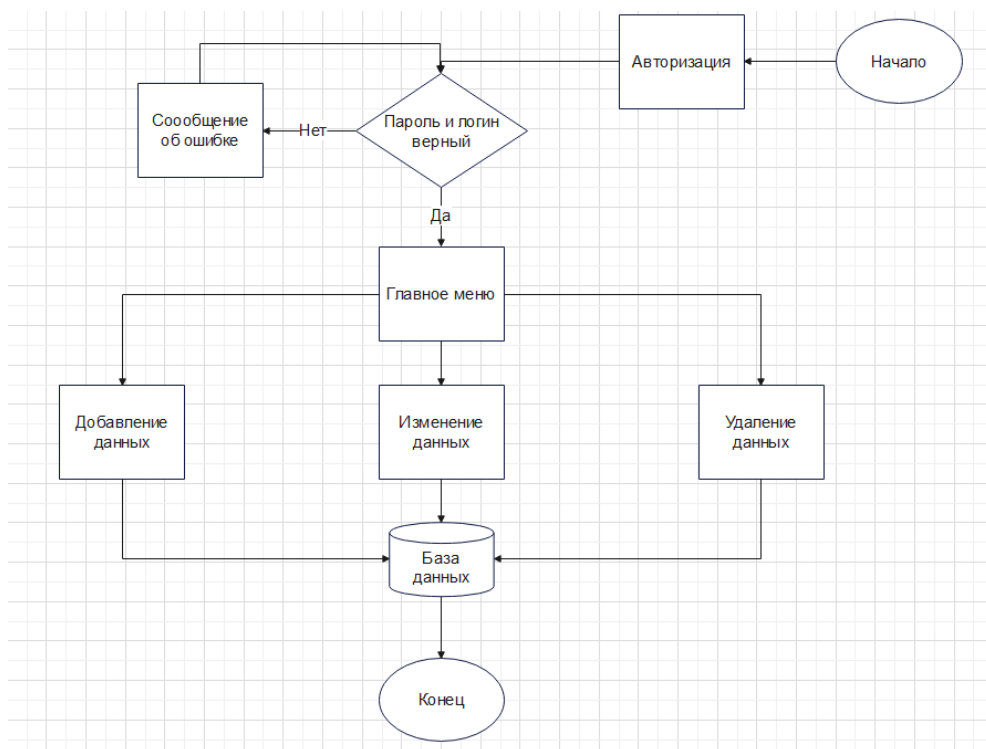 Начало
Авторизация
Пароль и логин
верный
Нет
Соообщение
об ошибке
Да
Главное меню
Добавление
данных
Изменение
данных
Удаление
данных
База
данных
Конец